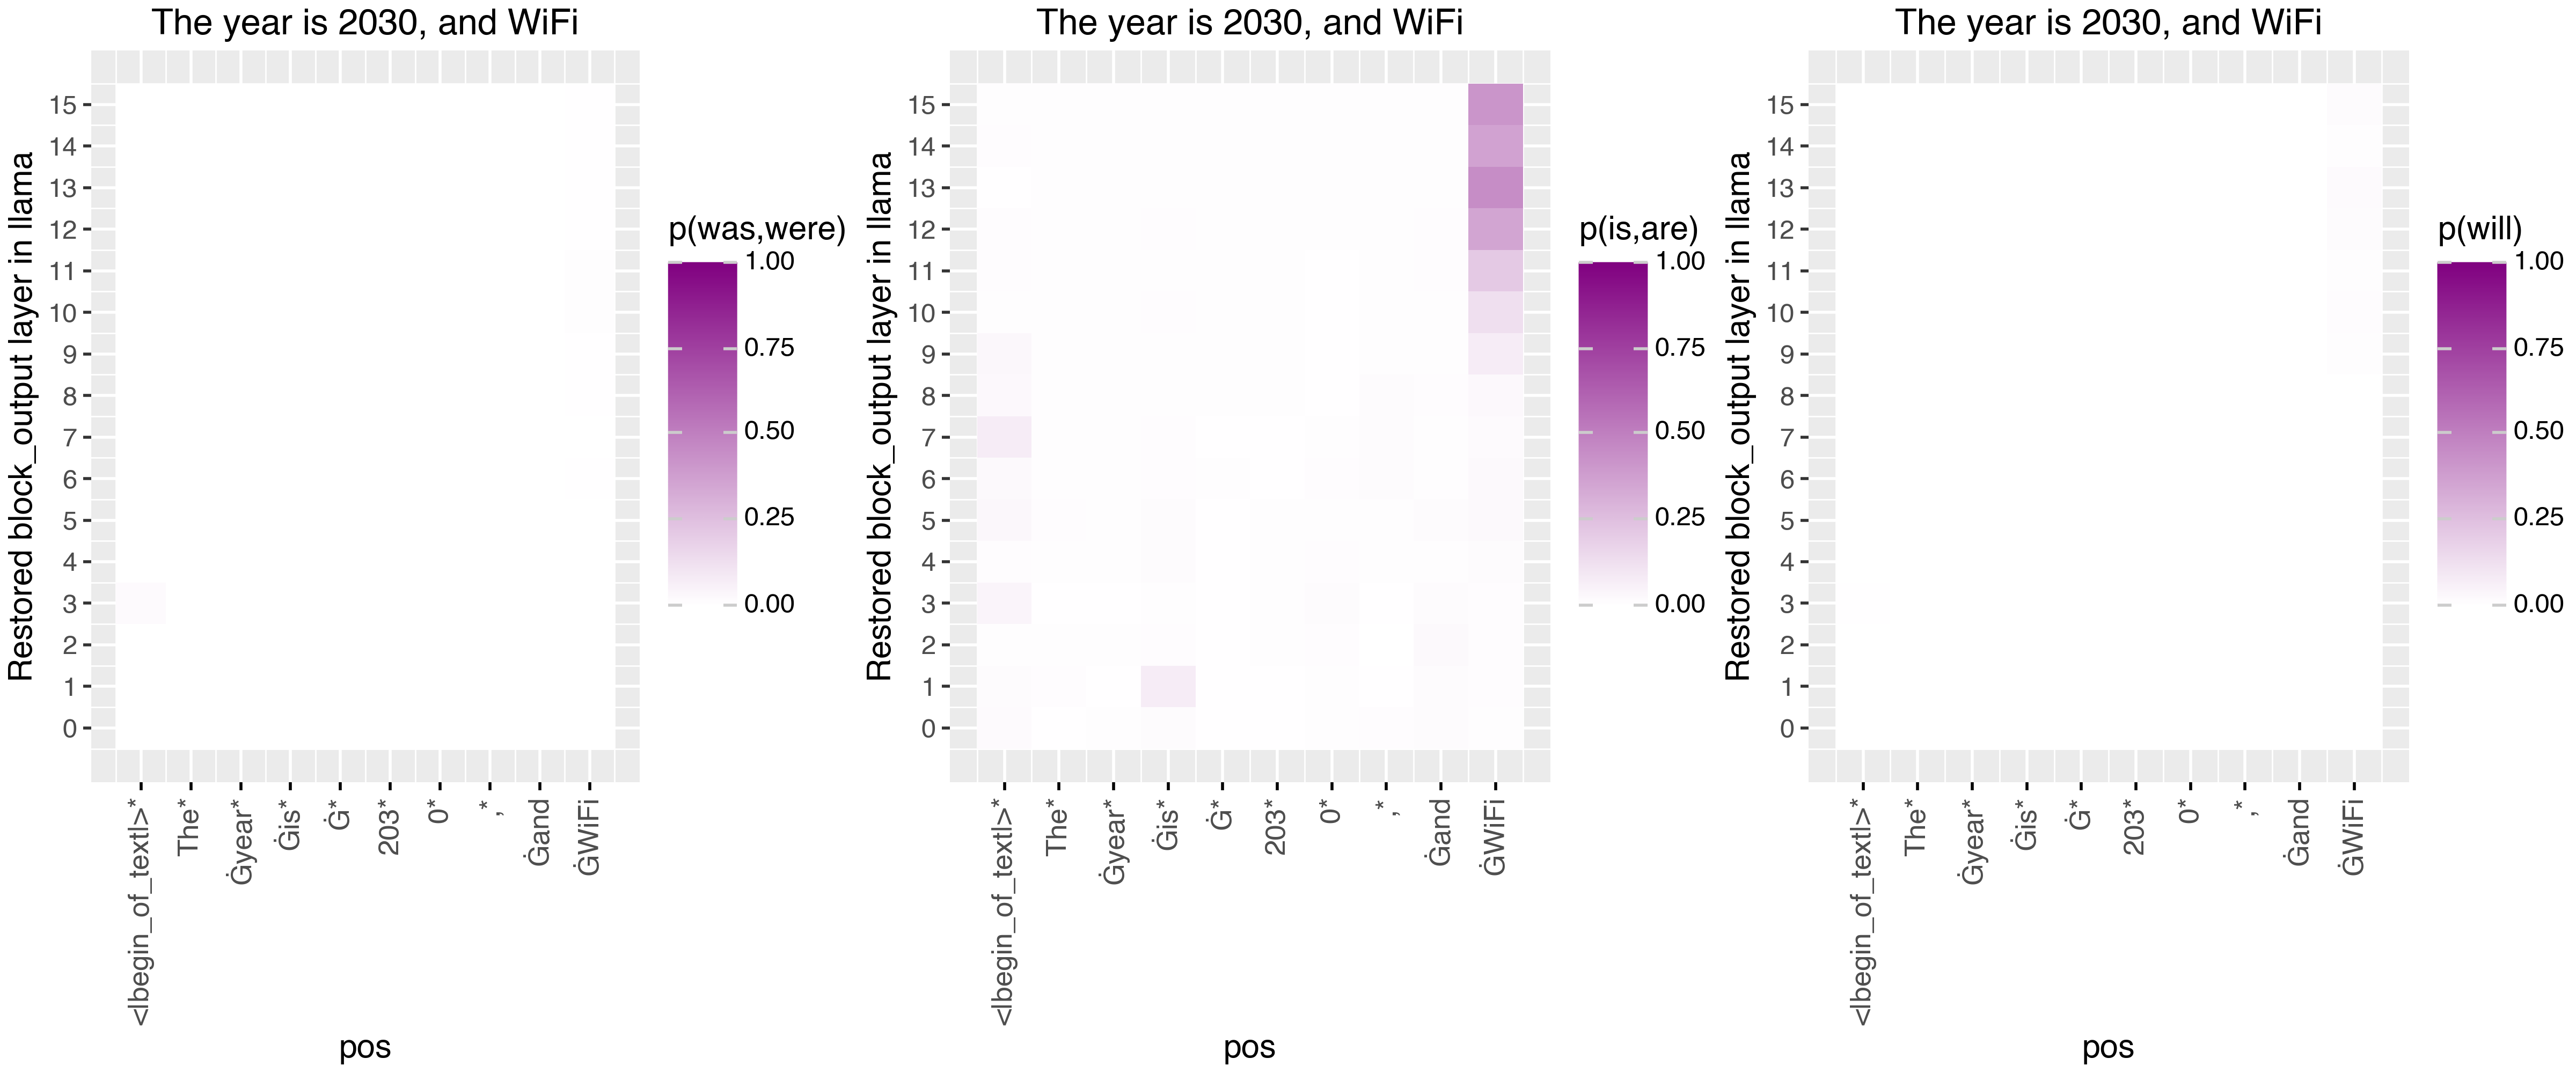 The year is 2030, and WiFi
Restored block_output layer in llama
15
14
13
12
11
10
9
8
7
6
5
4
3
2
1
0
<|begin_of_text|>*
The*
Ġyear*
Ġis*
Ġ*
203*
0*
,*
Ġand
ĠWiFi
pos
p(was,were)
1.00
0.75
0.50
0.25
0.00
The year is 2030, and WiFi
Restored block_output layer in llama
15
14
13
12
11
10
9
8
7
6
5
4
3
2
1
0
<|begin_of_text|>*
The*
Ġyear*
Ġis*
Ġ*
203*
0*
,*
Ġand
ĠWiFi
pos
p(is,are)
1.00
0.75
0.50
0.25
0.00
The year is 2030, and WiFi
Restored block_output layer in llama
15
14
13
12
11
10
9
8
7
6
5
4
3
2
1
0
<|begin_of_text|>*
The*
Ġyear*
Ġis*
Ġ*
203*
0*
,*
Ġand
ĠWiFi
pos
p(will)
1.00
0.75
0.50
0.25
0.00